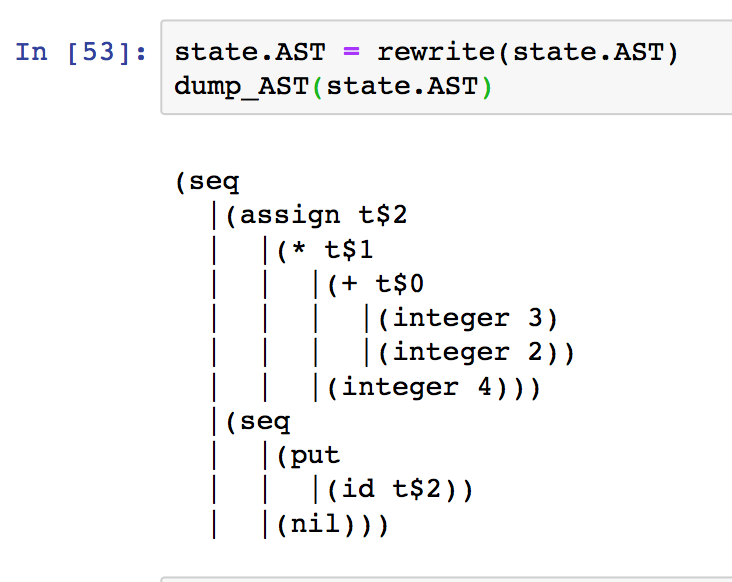 In [53]: state.AST = rewrite(state.AST)
dump_AST(state.AST)
(seq
  |(assign t$2
  |  |(* t$1
  |  |  |(+ t$0
  |  |  |  |(integer 3)
  |  |  |  |(integer 2))
  |  |  |(integer 4)))
  |(seq
  |  |(put
  |  |  |(id t$2))
  |  |(nil)))